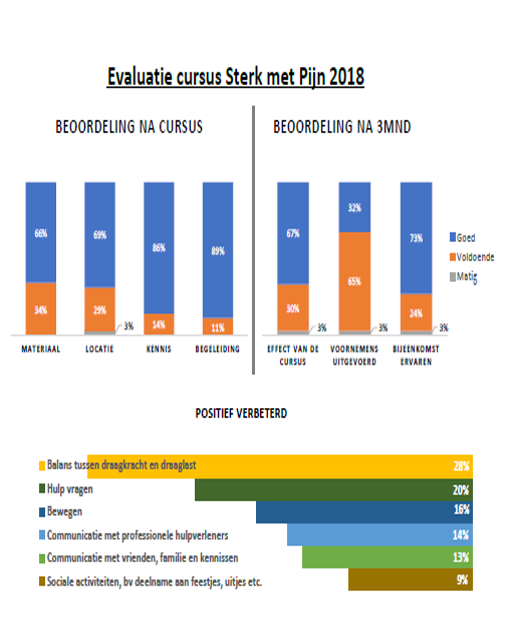 Evaluatie cursus Sterk met Pijn 2018
BEOORDELING NA CURSUS
66%
34%
MATERIAAL
69%
29%
3%
LOCATIE
86%
14%
KENNIS
89%
11%
BEGELEIDING
BEOORDELING NA 3MND
67%
30%
3%
EFFECT VAN DE
CURSUS
32%
65%
3%
VOORNEMENS
UITGEVOERD
73%
24%
3%
BIJEENKOMST
ERVAREN
Goed
Voldoende
Matig
POSITIEF VERBETERD
Balans tussen draagkracht en draaglast 28%
Hulp vragen 20%
Bewegen 16%
Communicatie met professionele hulpverleners 14%
Communicatie met vrienden, familie en kennissen 13%
Sociale activiteiten, bv deelname aan feestjes, uitjes etc. 9%